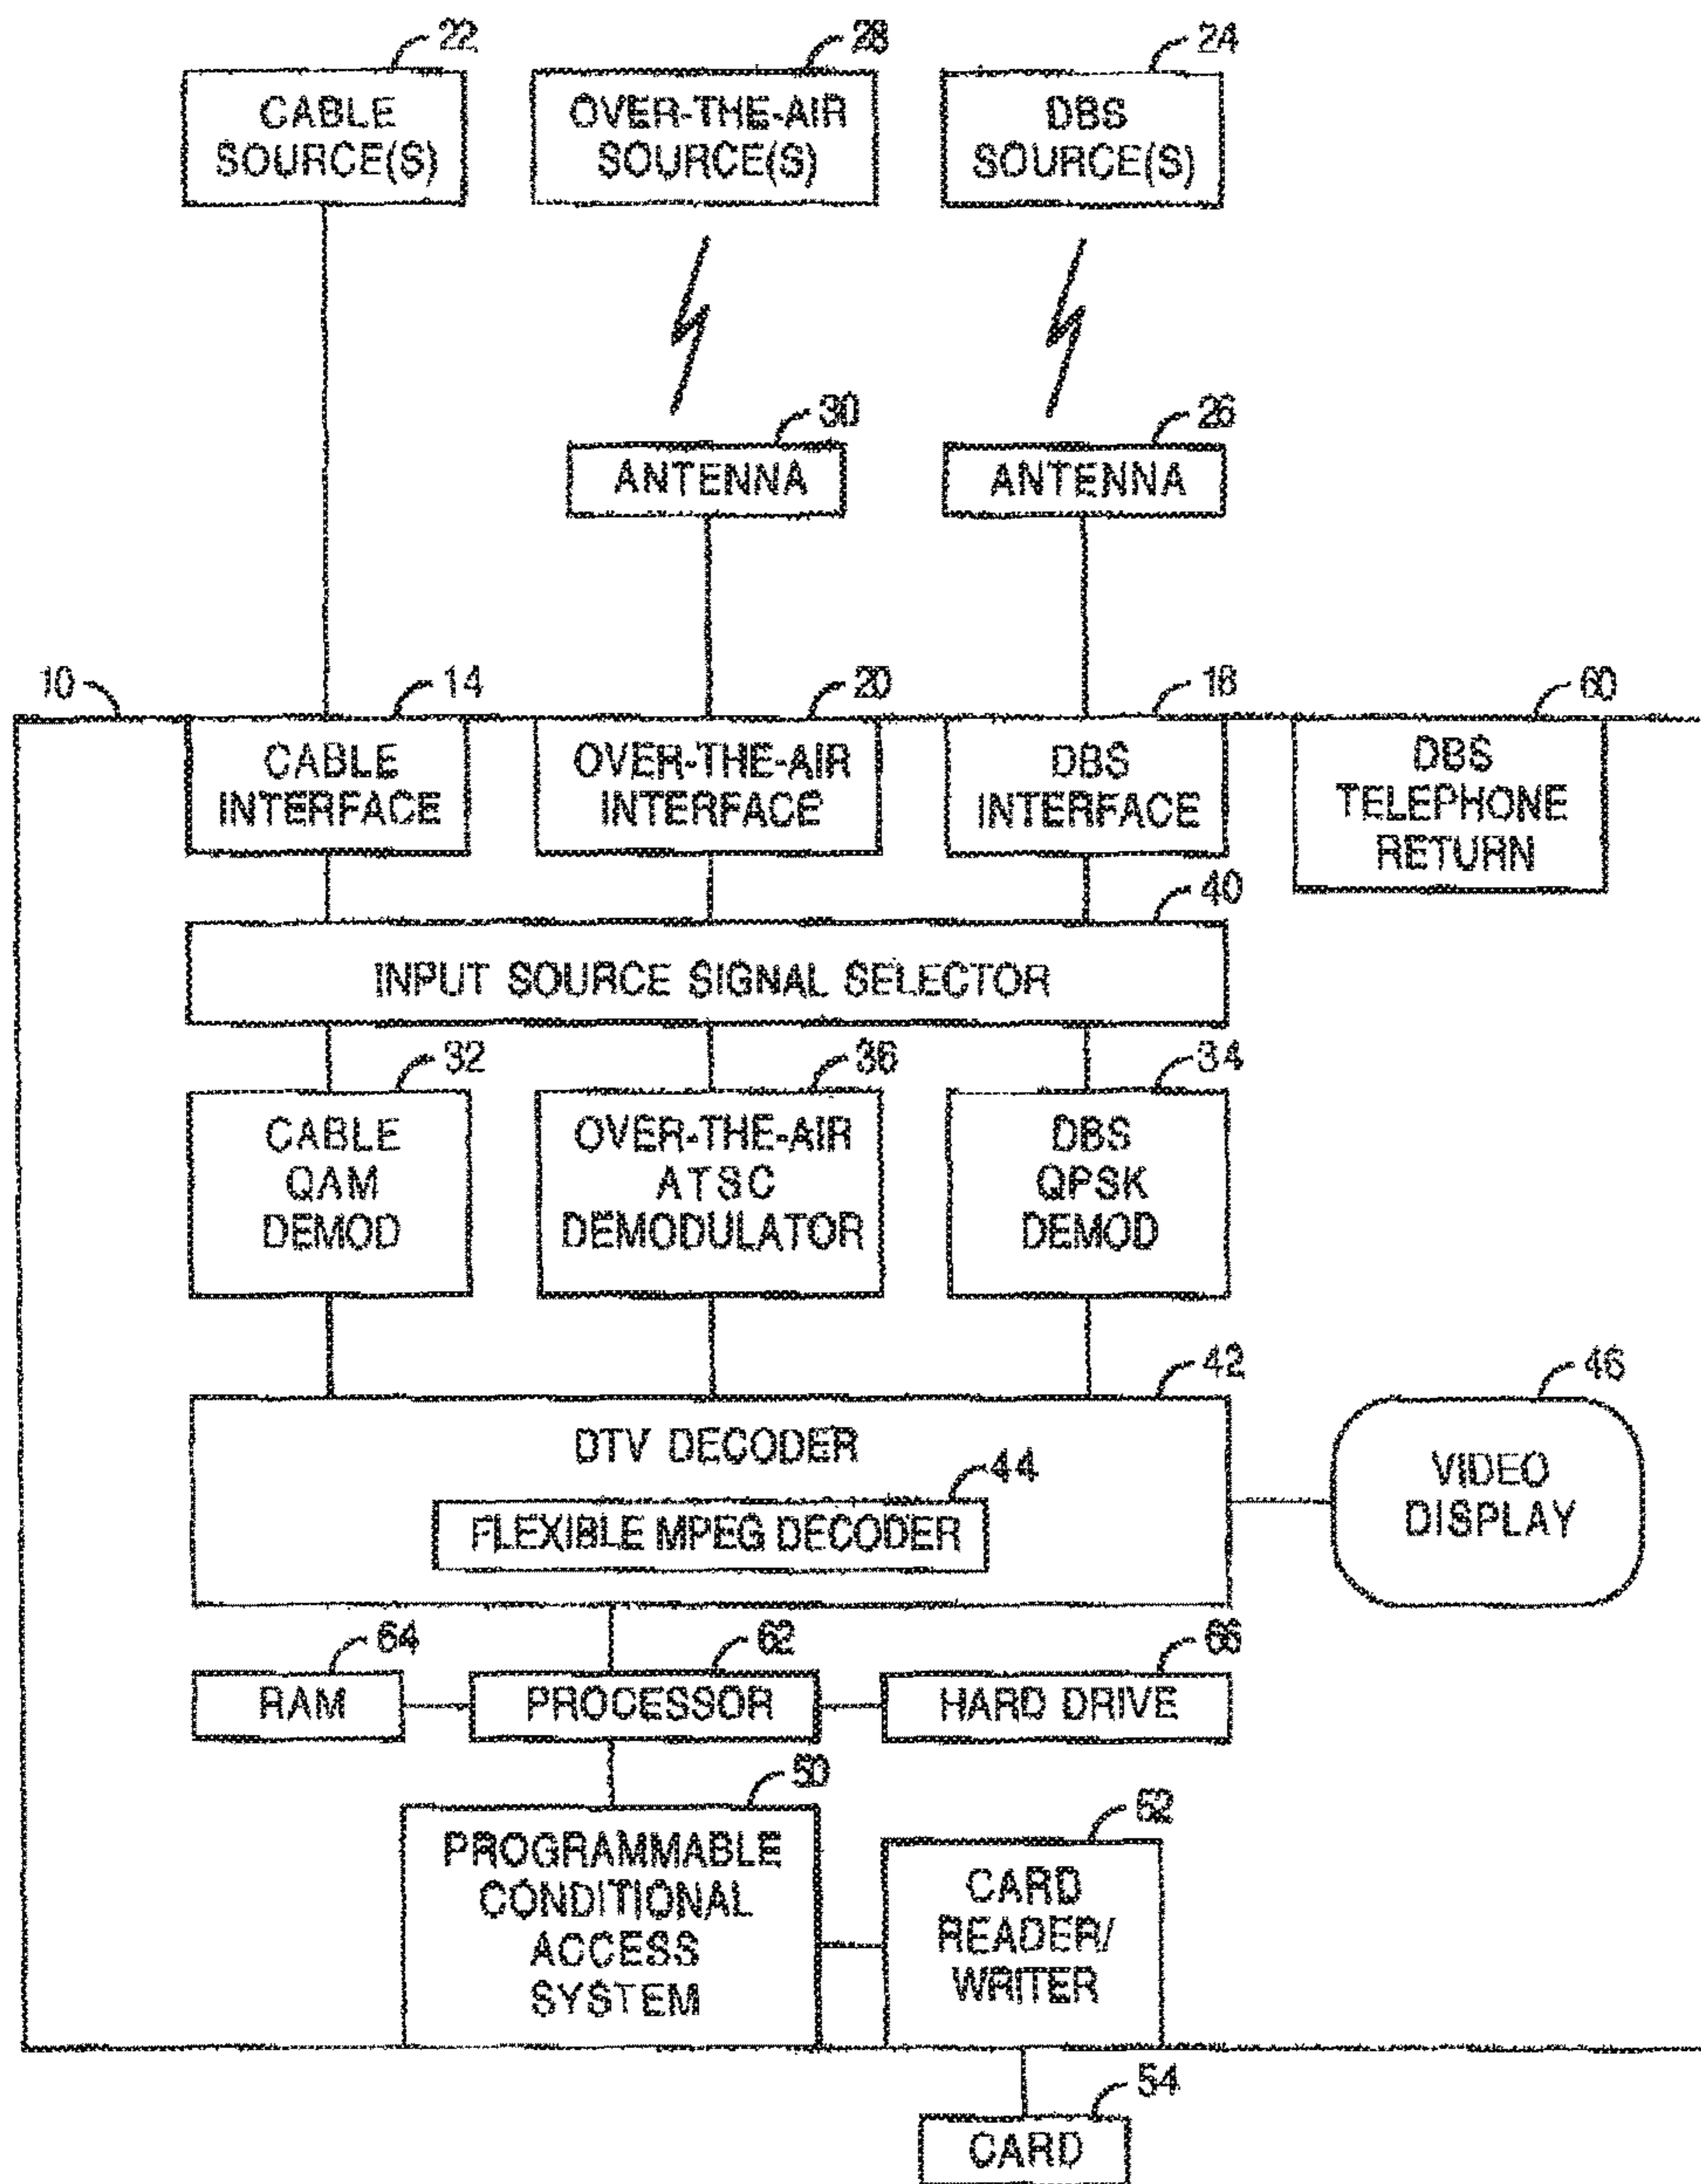 22
28
24
CABLE
SOURCE(S)
OVER-THE-AIR
SOURCE(S)
DBS
SOURCE(S)
30
26
ANTENNA
ANTENNA
10
14
20
18
60
CABLE
INTERFACE
OVER-THE-AIR
INTERFACE
DBS
INTERFACE
DBS
TELEPHONE
RETURN
40
INPUT SOURCE SIGNAL SELECTOR
32
36
34
CABLE
QAM
DEMOD
OVER-THE-AIR
ATSC
DEMODULATOR
DBS
QPSK
DEMOD
42
46
DTV DECODER
44
FLEXIBLE MPEG DECODER
VIDEO
DISPLAY
64
62
66
RAM
PROCESSOR
HARD DRIVE
50
52
PROGRAMMABLE
CONDITIONAL
ACCESS
SYSTEM
CARD
READER/
WRITER
54
CARD